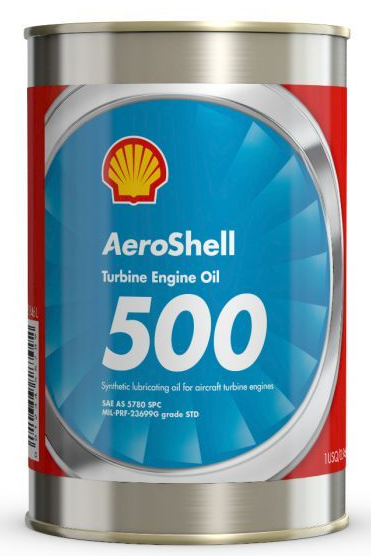 AeroShell
Turbine Engine Oil
500
Synthetic lubricating oil for aircraft turbine engines
SAE AS 5780 SPC
MIL-PRF-23699G grade STD